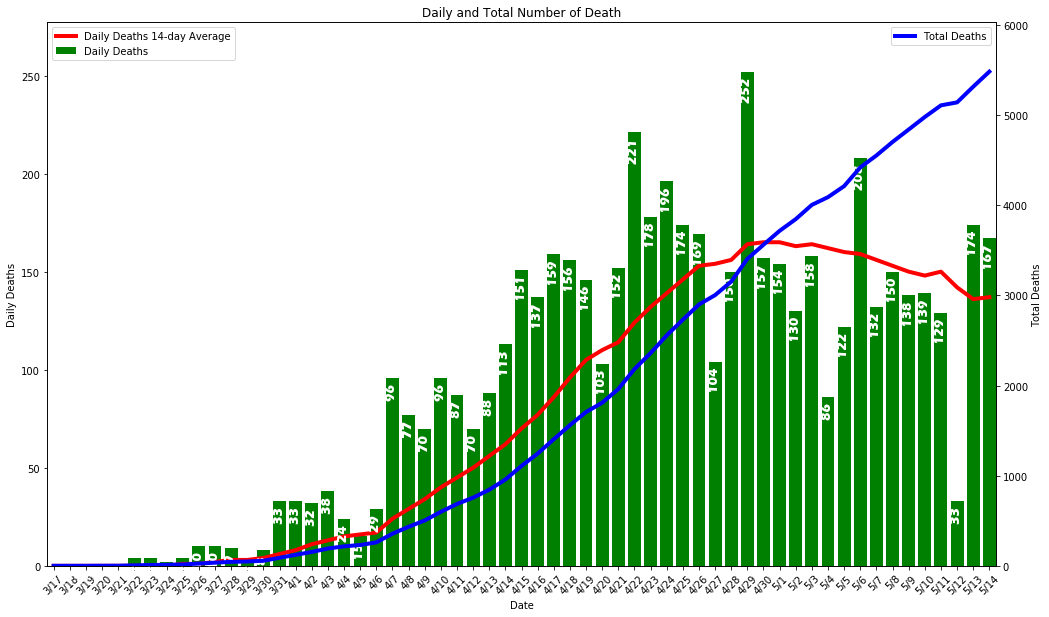 Daily and Total Number of Death
Daily Deaths 14-day Average
Daily Deaths
Total Deaths
250
200
150
100
50
0
Daily Deaths
6000
5000
4000
3000
2000
1000
0
Total Deaths
33 33 32 38 24 29 96 77 70 96 87 70 88 113 151 137 159 156 146 103 152 221 178 196 174 169 104 252 157 154 130 158 86 122 132 150 138 139 129 33 174 167
3/17 3/18 3/19 3/20 3/21 3/22 3/23 3/24 3/25 3/26 3/27 3/28 3/29 3/30 3/31 4/1 4/2 4/3 4/4 4/5 4/6 4/7 4/8 4/9 4/10 4/11 4/12 4/13 4/14 4/15 4/16 4/17 4/18 4/19 4/20 4/21 4/22 4/23 4/24 4/25 4/26 4/27 4/28 4/29 4/30 5/1 5/2 5/3 5/4 5/5 5/6 5/7 5/8 5/9 5/10 5/11 5/12 5/13 5/14
Date